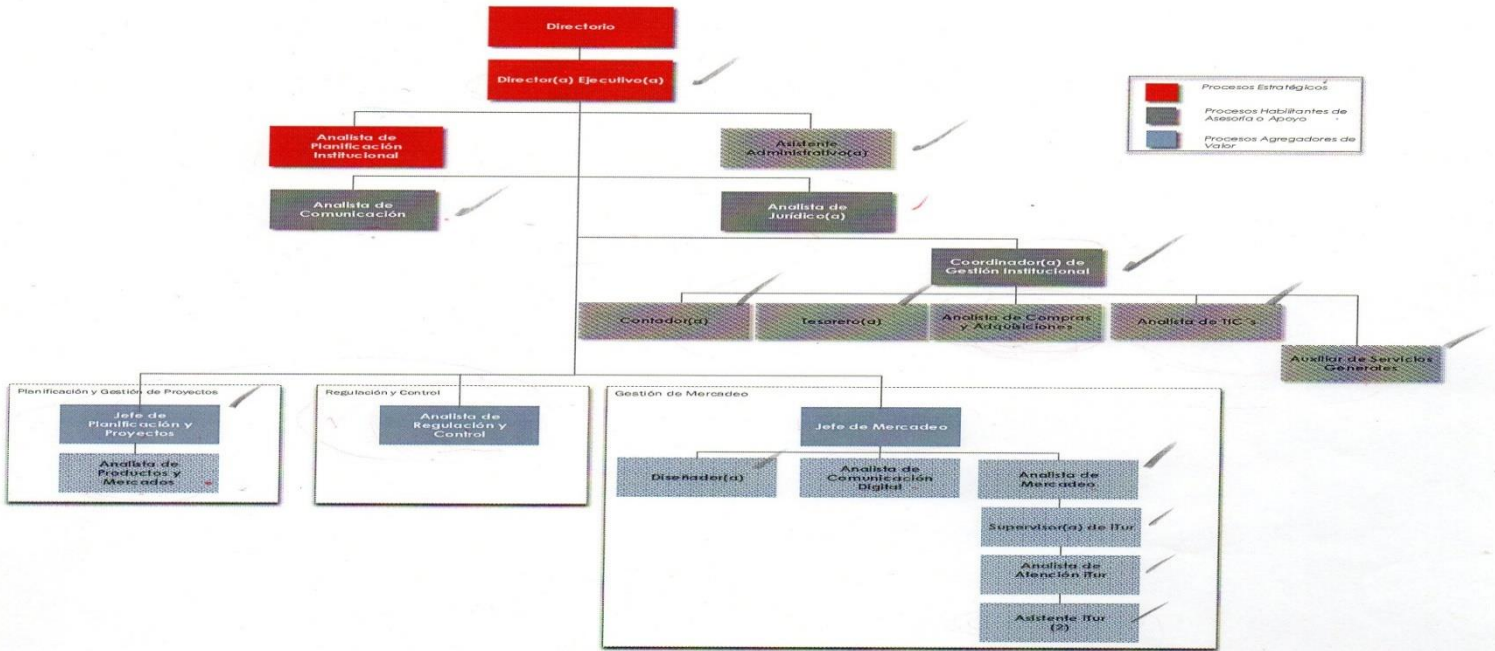 Directorio
Director(a) Ejecutivo(a)
Procesos Estratégicos
Procesos Habilitantes de
Asesoría o Apoyo
Procesos Agregadores de
Valor
Analista de
Planificación
Institucional
Asistente
Administrativo(a)
Analista de
Comunicación
Analista de
Jurídico(a)
Coordinador(a) de
Gestión Institucional
Contador(a)
Tesorero(a)
Analista de Compras
y Adquisiciones
Analista de TIC´s
Auxiliar de Servicios
Generales
Planificación y Gestión de Proyectos
Jefe de
Planificación y
Proyectos
Analista de
Productos y
Mercados
Regulación y Control
Analista de
Regulación y
Control
Gestión de Mercadeo
Jefe de Mercadeo
Diseñador(a)
Analista de
Comunicación
Digital
Analista de
Mercadeo
Supervisor(a) de iTur
Analista de
Atención iTur
Asistente iTur
(2)